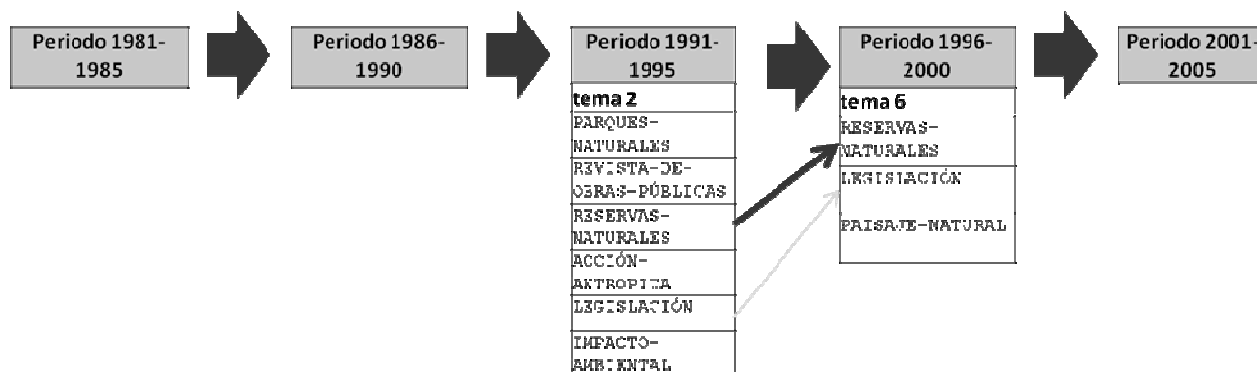 Periodo 1981-
1985
Periodo 1986-
1990
Periodo 1991-
1995
Periodo 1996-
2000
Periodo 2001-
2005
tema 2
PARQUES-
NATURALES
REVISTA-DE-
OBRAS-PÚBLICAS
RESERVAS-
NATURALES
ACCIÓN-
ANTROPICA
LEGISLACIÓN
IMPACTO-
AMBIENTAL
tema 6
RESERVAS-
NATURALES
LEGISLACIÓN
PAISAJE-NATURAL